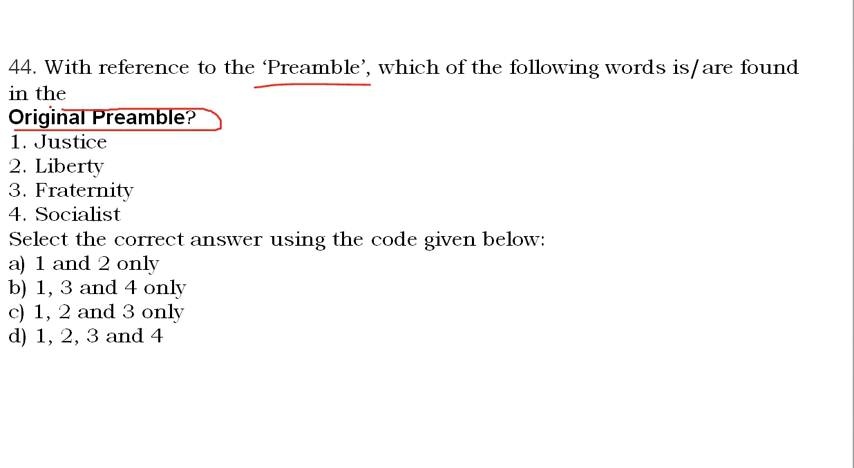 44. With reference to the ‘Preamble’, which of the following words is/are found
in the
Original Preamble?
1. Justice
2. Liberty
3. Fraternity
4. Socialist
Select the correct answer using the code given below:
a) 1 and 2 only
b) 1, 3 and 4 only
c) 1, 2 and 3 only
d) 1, 2, 3 and 4